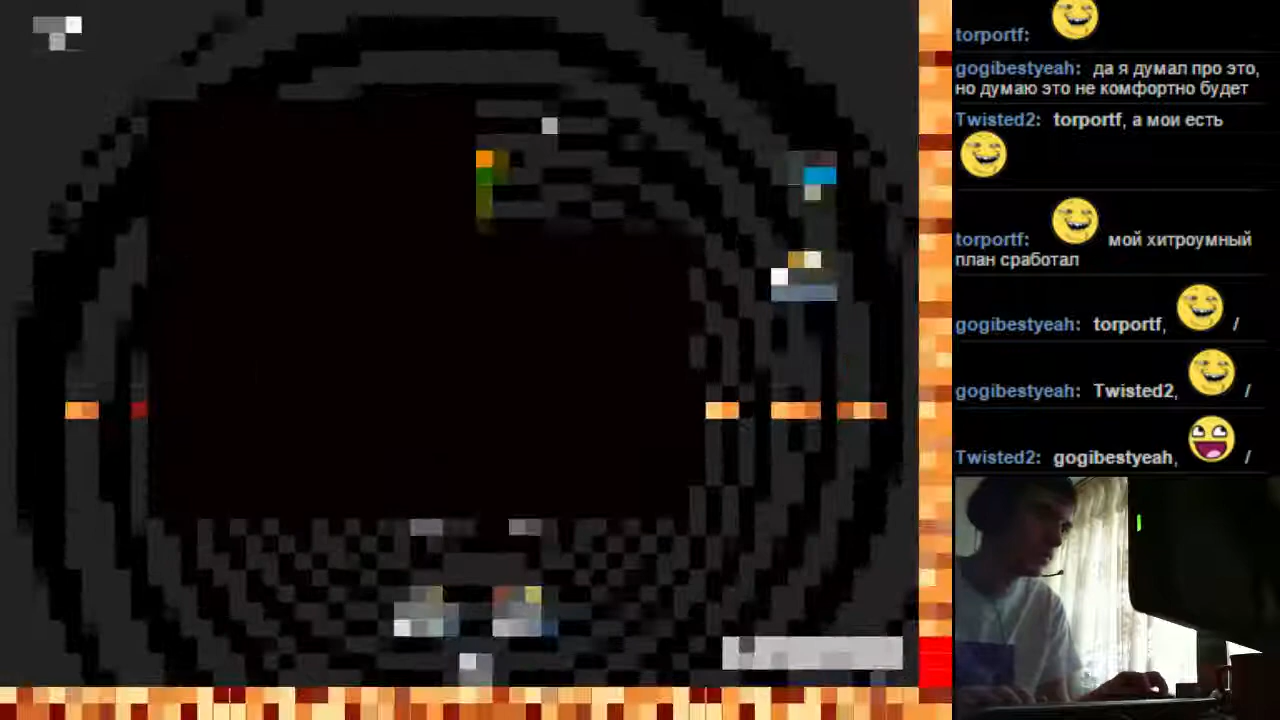 torportf:
gogibestyeah: да я думал про это,
но думаю это не комфортно будет
Twisted2: torportf, а мои есть
torportf: мой хитроумный
план сработал
gogibestyeah: torportf, /
gogibestyeah: Twisted2, /
Twisted2: gogibestyeah, /